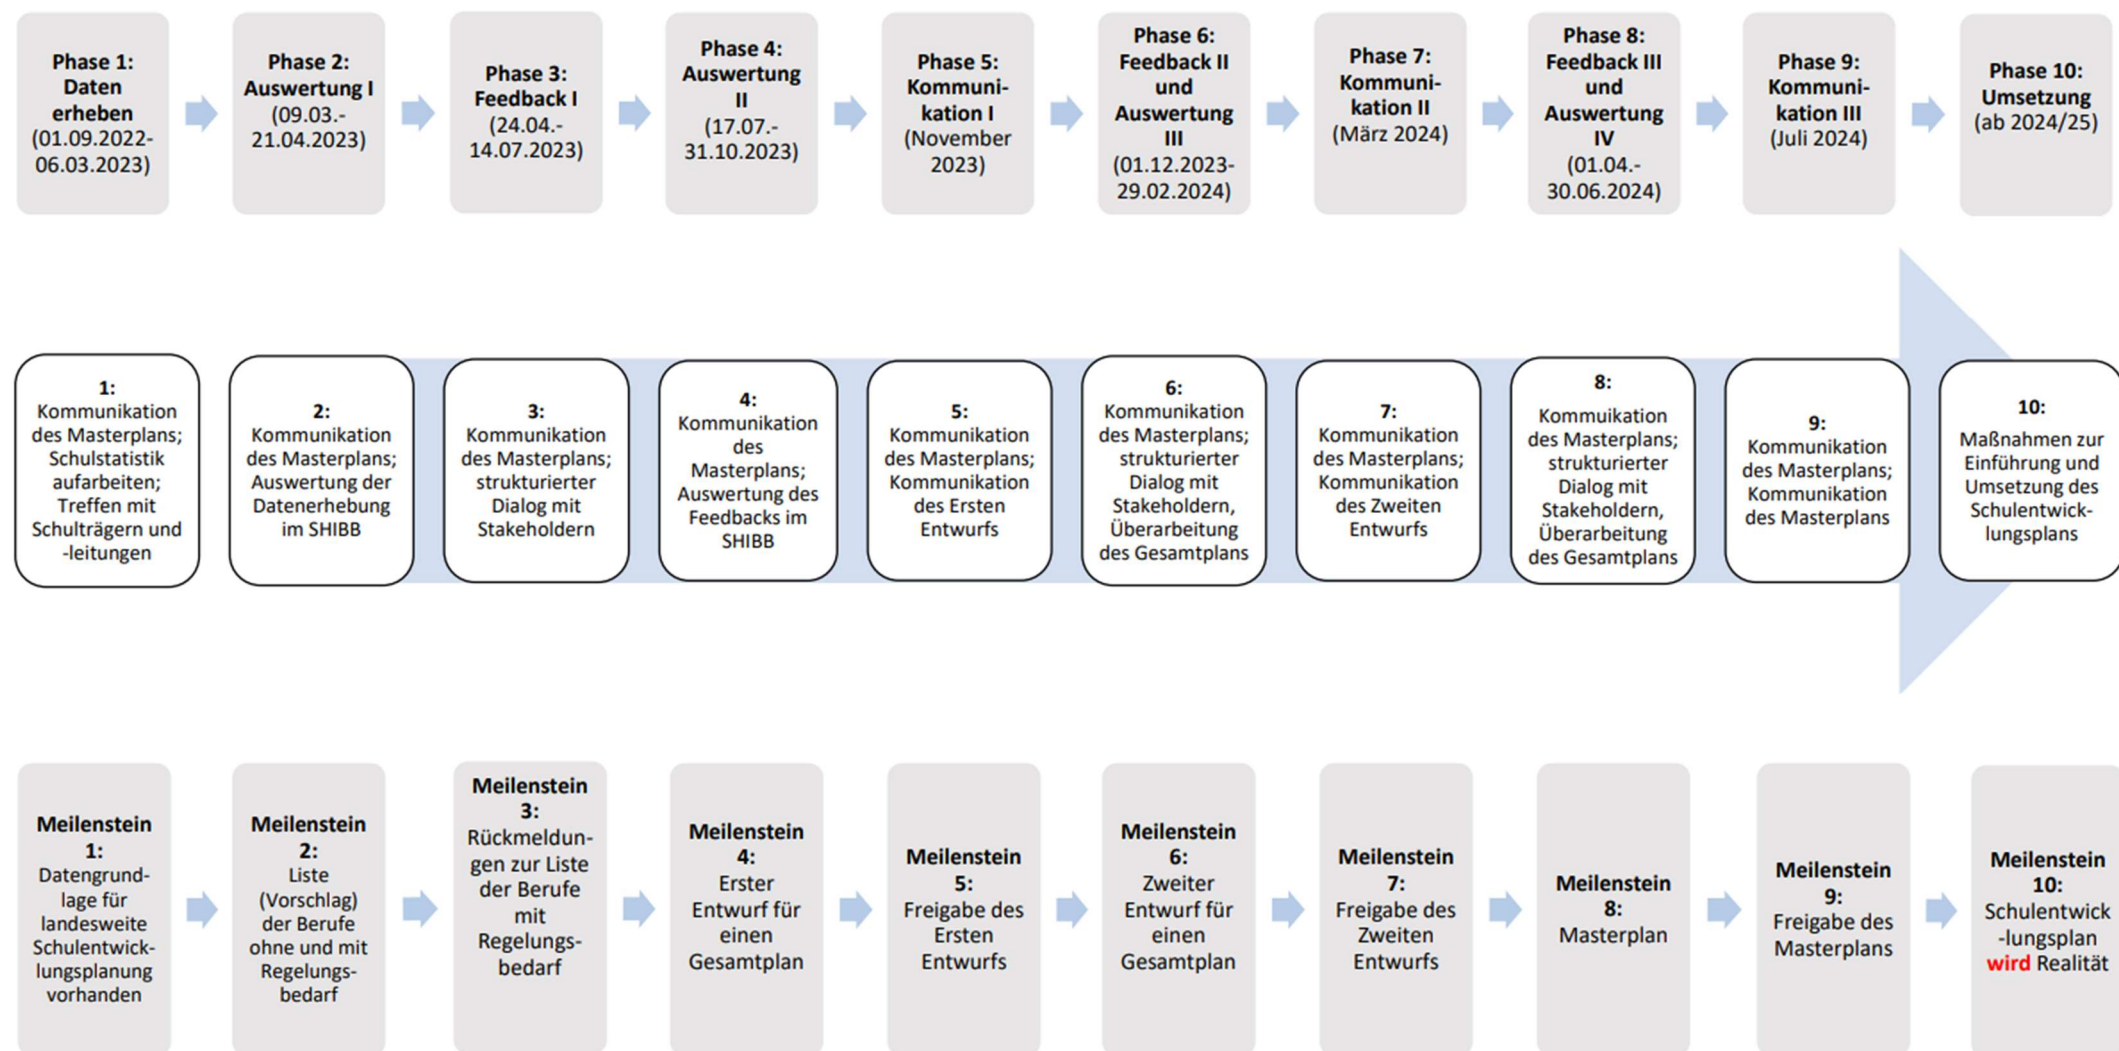 Phase 1:
Daten
erheben
(01.09.2022-
06.03.2023)
Phase 2:
Auswertung I
(09.03.-
21.04.2023)
Phase 3:
Feedback I
(24.04.-
14.07.2023)
Phase 4:
Auswertung
II
(17.07.-
31.10.2023)
Phase 5:
Kommuni-
kation I
(November
2023)
Phase 6:
Feedback II
und
Auswertung
III
(01.12.2023-
29.02.2024)
Phase 7:
Kommuni-
kation II
(März 2024)
Phase 8:
Feedback III
und
Auswertung
IV
(01.04.-
30.06.2024)
Phase 9:
Kommuni-
kation III
(Juli 2024)
Phase 10:
Umsetzung
(ab 2024/25)
1:
Kommunikation
des Masterplans;
Schulstatistik
aufarbeiten;
Treffen mit
Schulträgern und
-leitungen
2:
Kommunikation
des Masterplans;
Auswertung der
Datenerhebung
im SHIBB
3:
Kommunikation
des Masterplans;
strukturierter
Dialog mit
Stakeholdern
4:
Kommunikation
des
Masterplans;
Auswertung des
Feedbacks im
SHIBB
5:
Kommunikation
des Masterplans;
Kommunikation
des Ersten
Entwurfs
6:
Kommunikation
des Masterplans;
strukturierter
Dialog mit
Stakeholdern,
Überarbeitung
des Gesamtplans
7:
Kommunikation
des Masterplans;
Kommunikation
des Zweiten
Entwurfs
8:
Kommuikation
des Masterplans;
strukturierter
Dialog mit
Stakeholdern,
Überarbeitung
des Gesamtplans
9:
Kommunikation
des Masterplans;
Kommunikation
des Masterplans
10:
Maßnahmen zur
Einführung und
Umsetzung des
Schulentwick-
lungsplans
Meilenstein
1:
Datengrund-
lage für
landesweite
Schulentwick-
lungsplanung
vorhanden
Meilenstein
2:
Liste
(Vorschlag)
der Berufe
ohne und mit
Regelungs-
bedarf
Meilenstein
3:
Rückmeldun-
gen zur Liste
der Berufe
mit
Regelungs-
bedarf
Meilenstein
4:
Erster
Entwurf für
einen
Gesamtplan
Meilenstein
5:
Freigabe des
Ersten
Entwurfs
Meilenstein
6:
Zweiter
Entwurf für
einen
Gesamtplan
Meilenstein
7:
Freigabe des
Zweiten
Entwurfs
Meilenstein
8:
Masterplan
Meilenstein
9:
Freigabe des
Masterplans
Meilenstein
10:
Schulentwick
-lungsplan
wird Realität